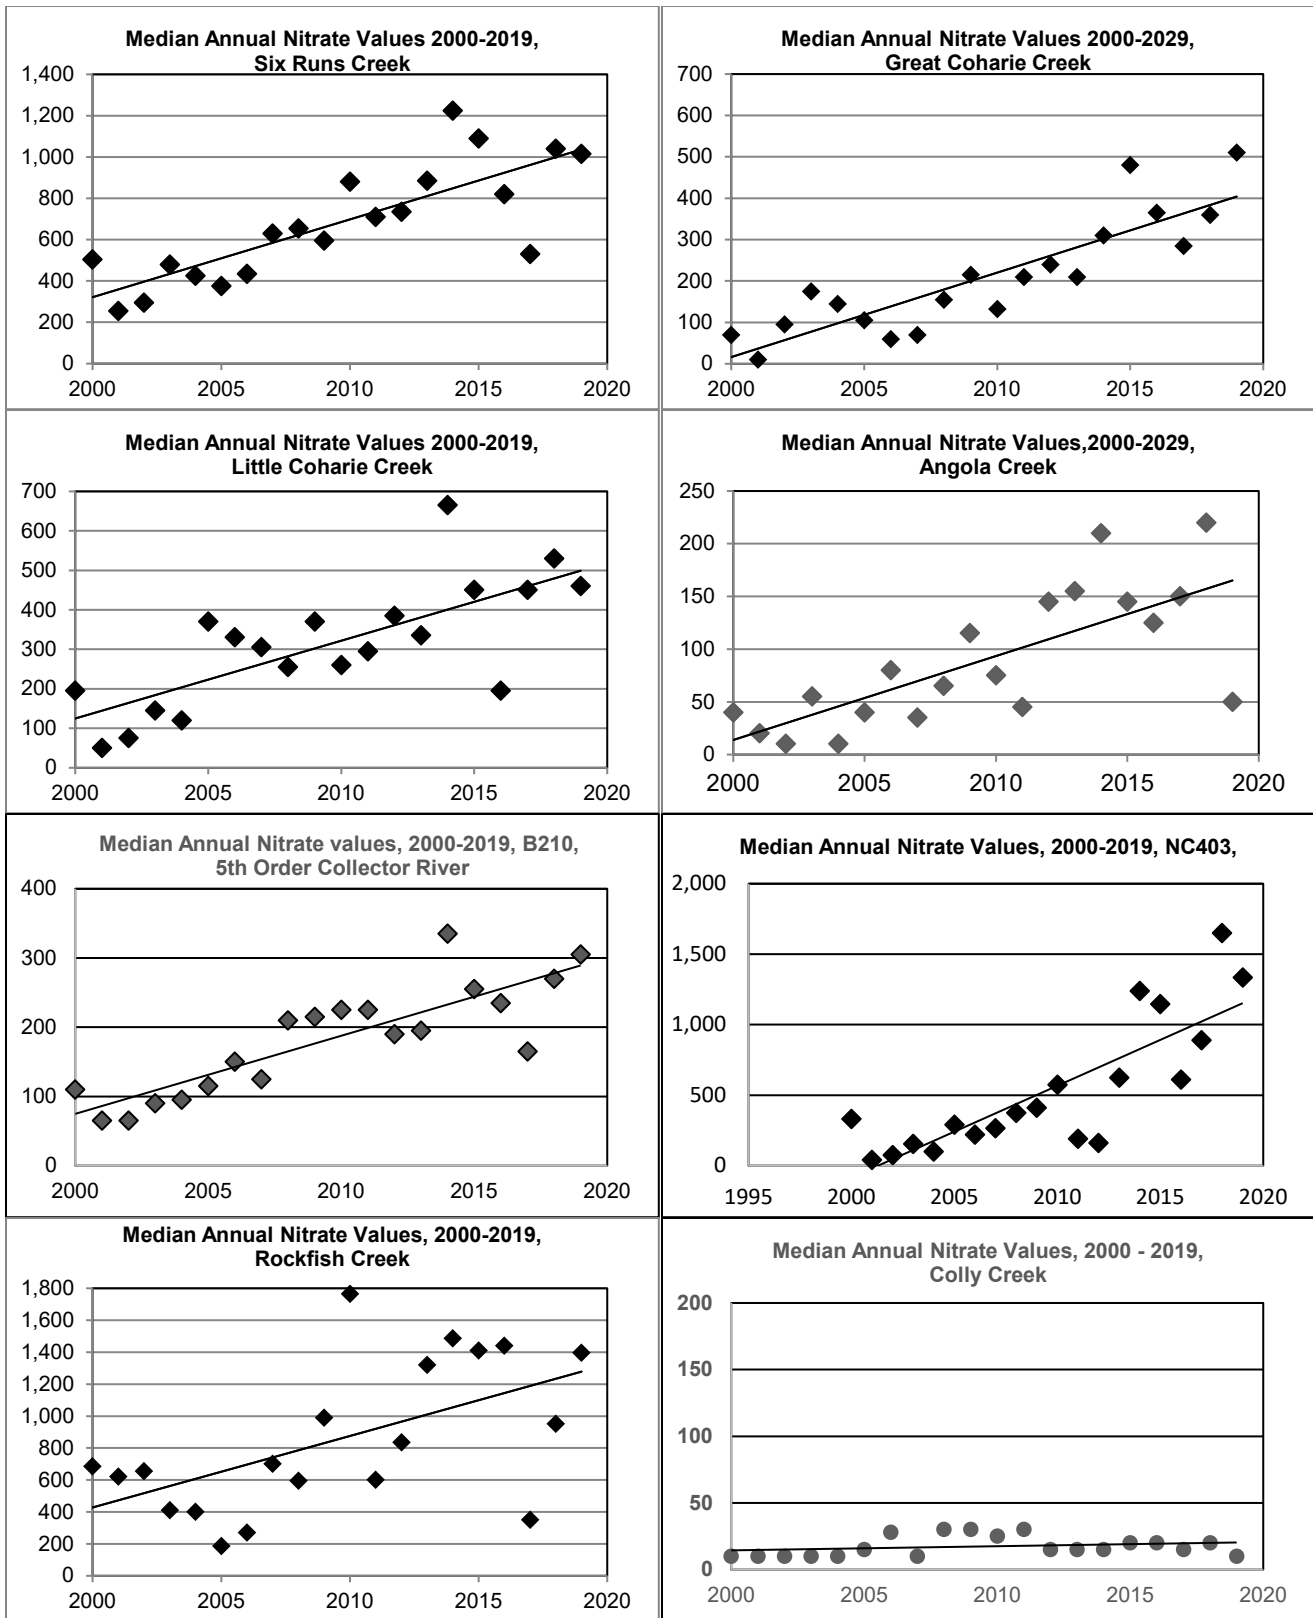 Median Annual Nitrate Values 2000-2019,
Six Runs Creek
1,400
1,200
1,000
800
600
400
200
0
2000 2005 2010 2015 2020
Median Annual Nitrate Values 2000-2029,
Great Coharie Creek
700
600
500
400
300
200
100
0
2000 2005 2010 2015 2020
Median Annual Nitrate Values 2000-2019,
Little Coharie Creek
700
600
500
400
300
200
100
0
2000 2005 2010 2015 2020
Median Annual Nitrate Values,2000-2029,
Angola Creek
250
200
150
100
50
0
2000 2005 2010 2015 2020
Median Annual Nitrate values, 2000-2019, B210,
5th Order Collector River
400
300
200
100
0
2000 2005 2010 2015 2020
Median Annual Nitrate Values, 2000-2019, NC403,
2,000
1,500
1,000
500
0
1995 2000 2005 2010 2015 2020
Median Annual Nitrate Values, 2000-2019,
Rockfish Creek
1,800
1,600
1,400
1,200
1,000
800
600
400
200
0
2000 2005 2010 2015 2020
Median Annual Nitrate Values, 2000 - 2019,
Colly Creek
200
150
100
50
0
2000 2005 2010 2015 2020